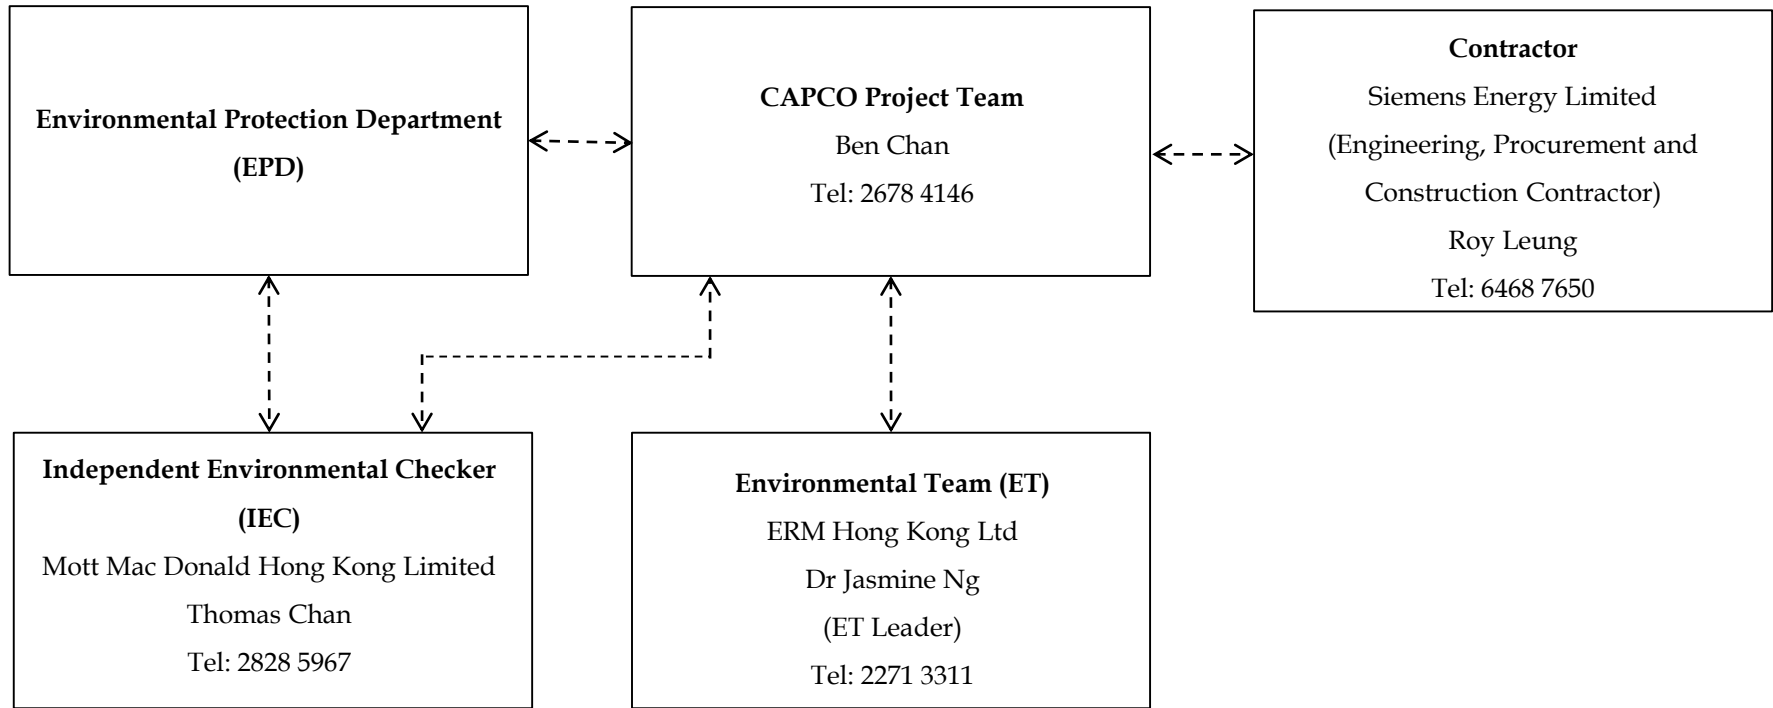 Environmental Protection Department
(EPD)
CAPCO Project Team
Ben Chan
Tel: 2678 4146
Contractor
Siemens Energy Limited
(Engineering, Procurement and
Construction Contractor)
Roy Leung
Tel: 6468 7650
Independent Environmental Checker
(IEC)
Mott Mac Donald Hong Kong Limited
Thomas Chan
Tel: 2828 5967
Environmental Team (ET)
ERM Hong Kong Ltd
Dr Jasmine Ng
(ET Leader)
Tel: 2271 3311